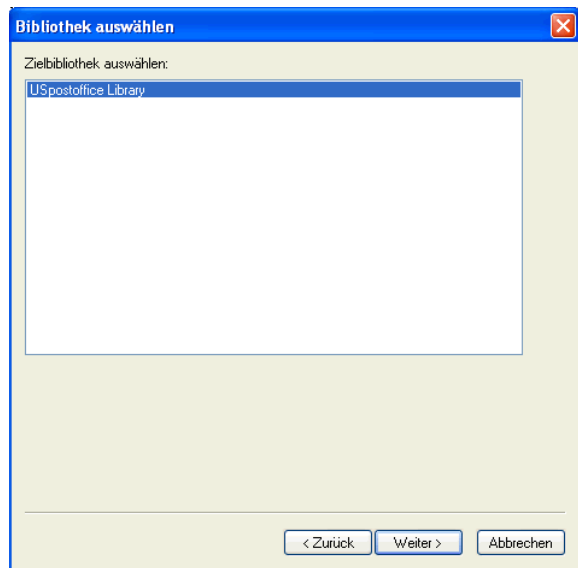 Bibliothek auswählen
Zielbibliothek auswählen:
USpostoffice Library
< Zurück Weiter > Abbrechen